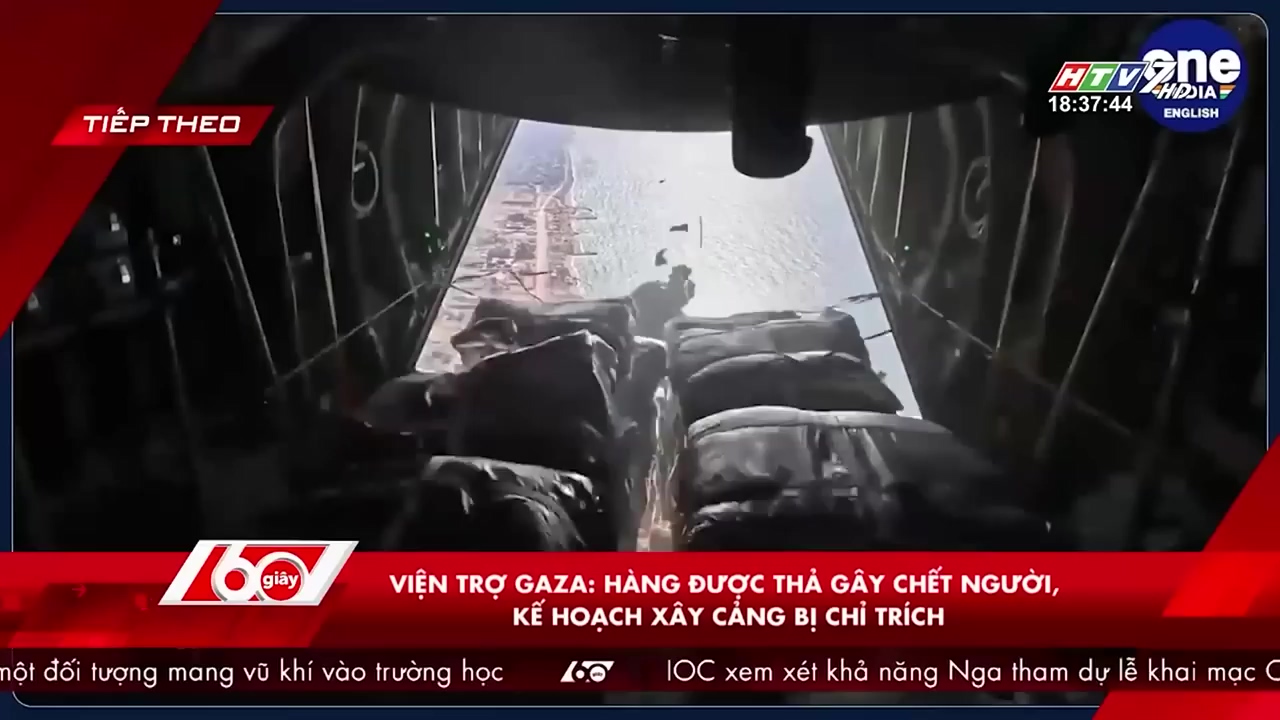 TIẾP THEO
HTV9
HD
18:37:44
one
INDIA
ENGLISH
60
giây
VIỆN TRỢ GAZA: HÀNG ĐƯỢC THẢ GÂY CHẾT NGƯỜI,
KẾ HOẠCH XÂY CẢNG BỊ CHỈ TRÍCH
một đối tượng mang vũ khí vào trường học
60
giây
IOC xem xét khả năng Nga tham dự lễ khai mạc